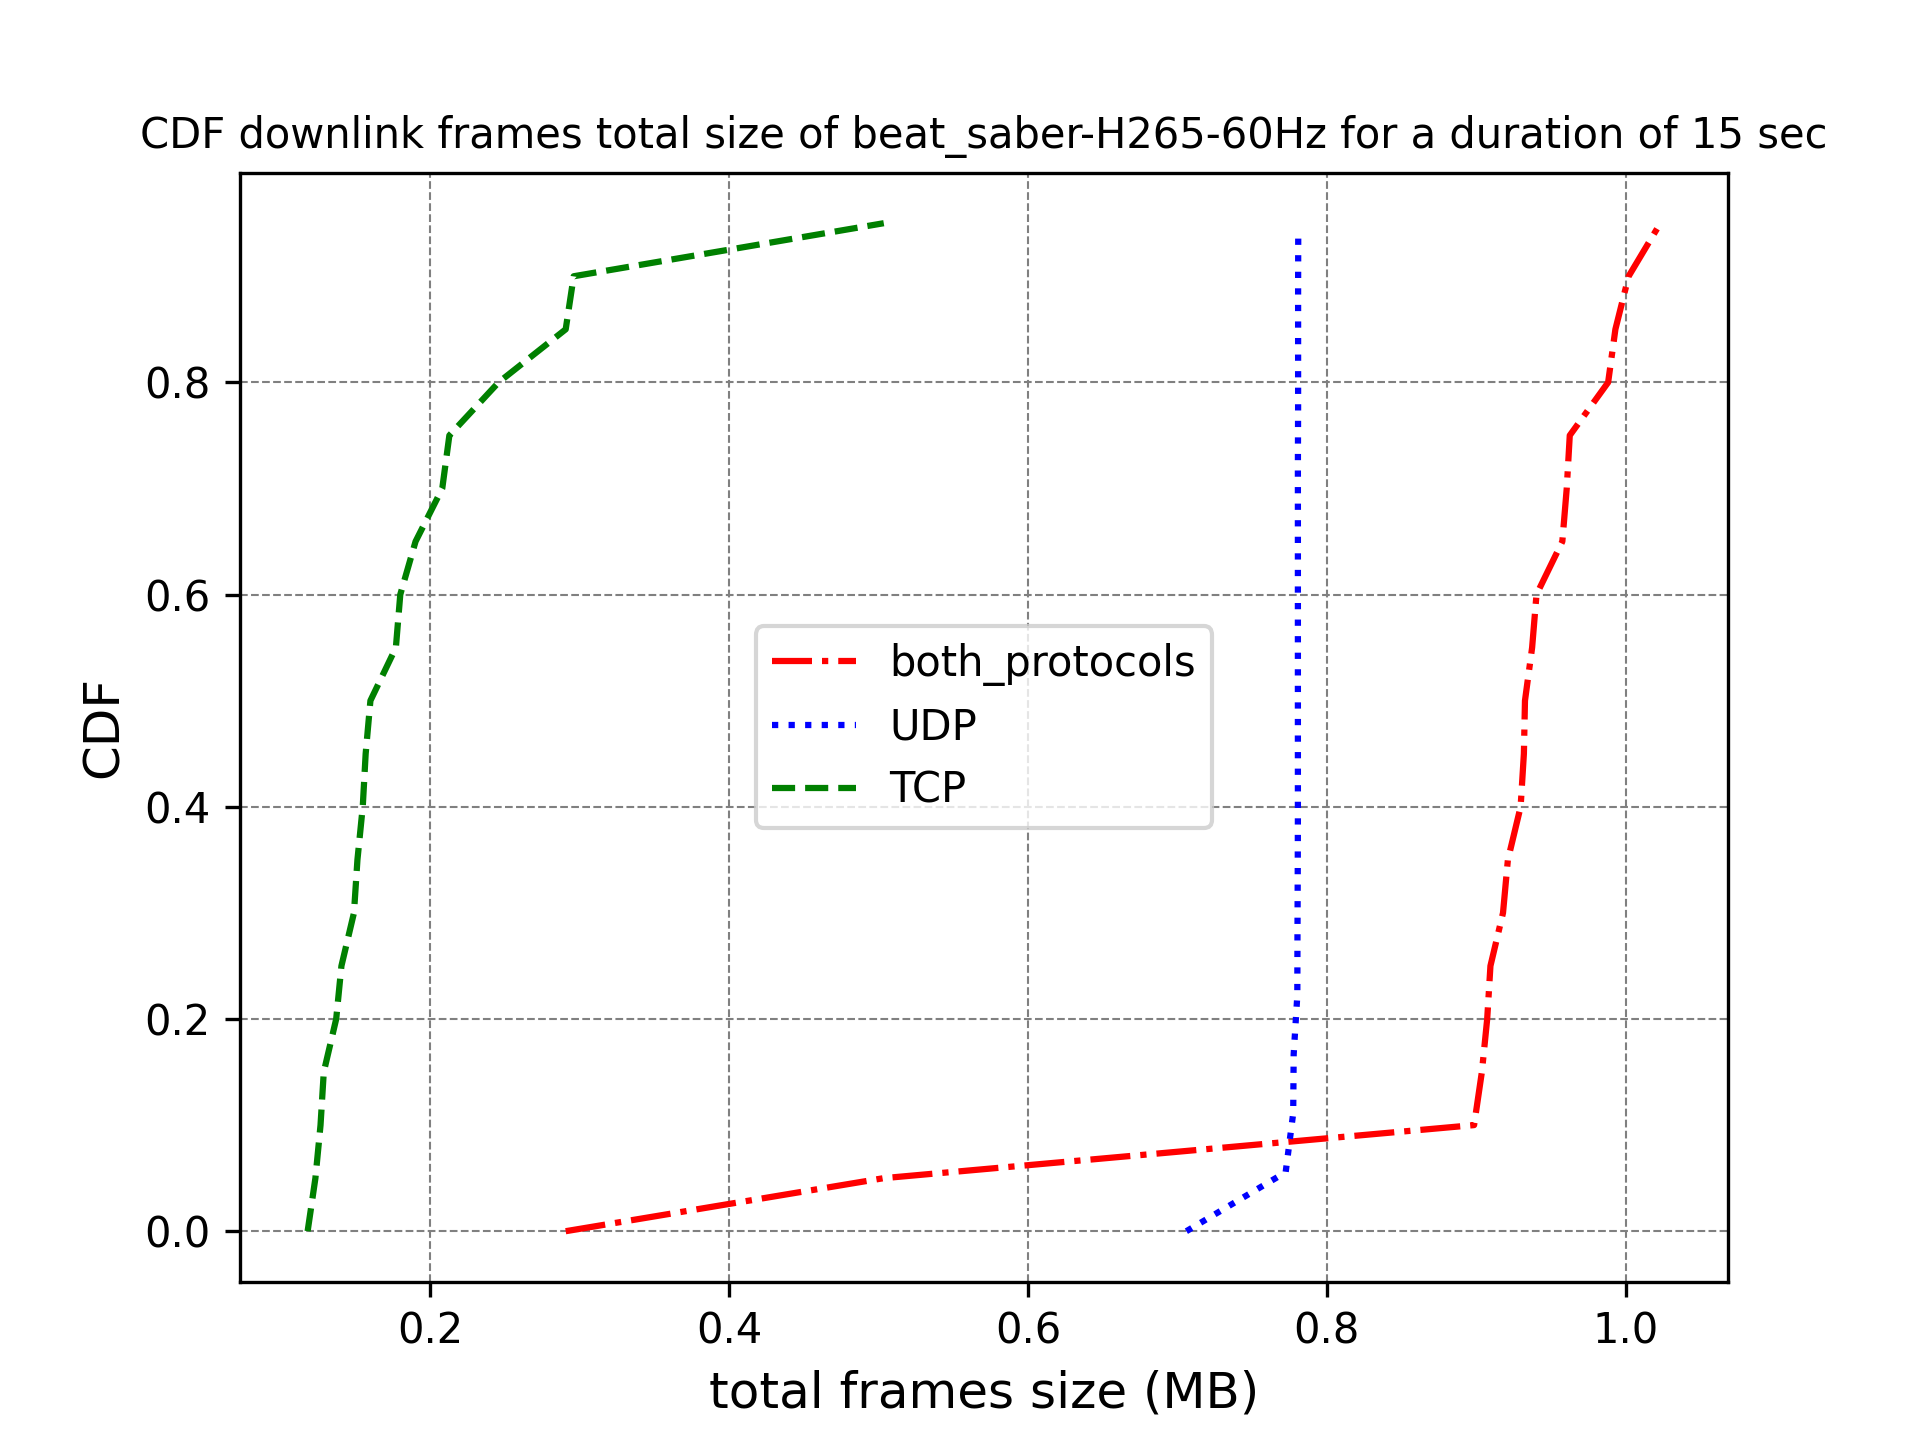 CDF downlink frames total size of beat_saber-H265-60Hz for a duration of 15 sec
CDF
0.8
0.6
0.4
0.2
0.0
both_protocols
UDP
TCP
0.2 0.4 0.6 0.8 1.0
total frames size (MB)